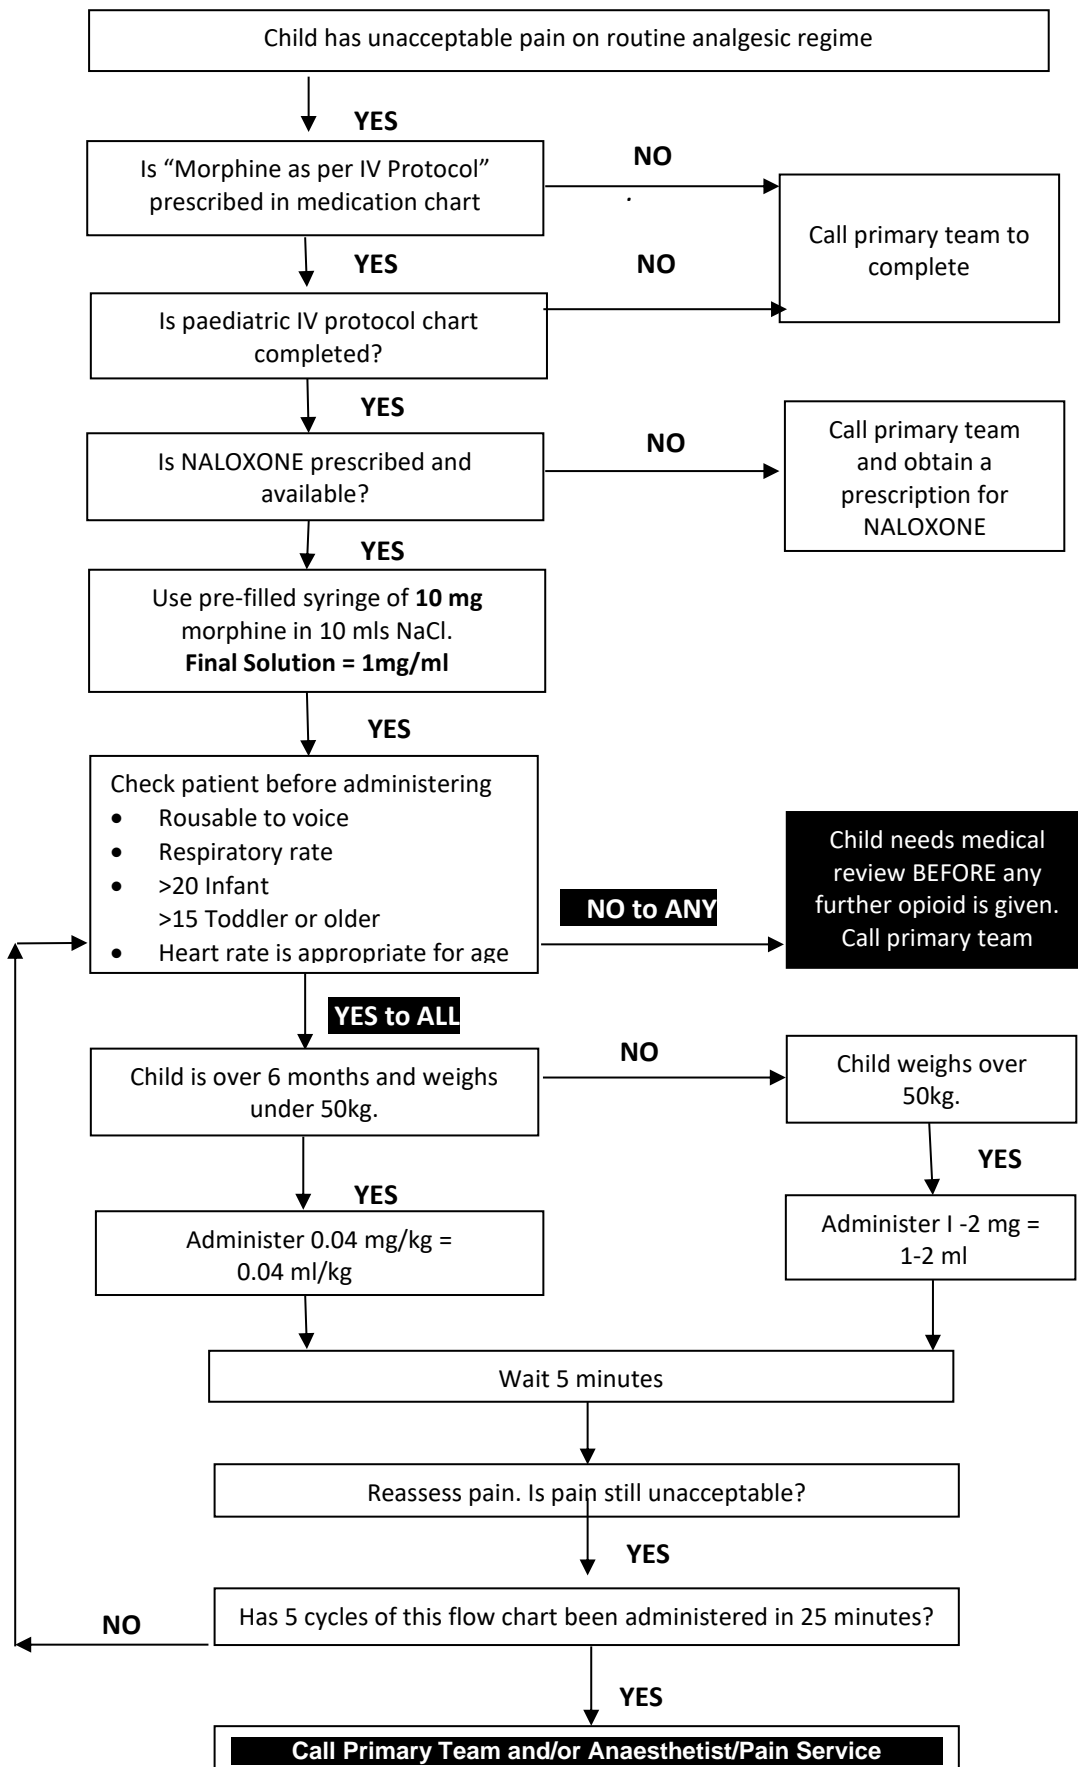 Child has unacceptable pain on routine analgesic regime
YES
Is “Morphine as per IV Protocol”
prescribed in medication chart
NO
.
Call primary team to
complete
YES
NO
Is paediatric IV protocol chart
completed?
YES
Is NALOXONE prescribed and
available?
NO
Call primary team
and obtain a
prescription for
NALOXONE
YES
Use pre-filled syringe of 10 mg
morphine in 10 mls NaCl.
Final Solution = 1mg/ml
YES
Check patient before administering
• Rousable to voice
• Respiratory rate
• >20 Infant
>15 Toddler or older
• Heart rate is appropriate for age
NO to ANY
Child needs medical
review BEFORE any
further opioid is given.
Call primary team
YES to ALL
Child is over 6 months and weighs
under 50kg.
NO
Child weighs over
50kg.
YES
YES
Administer 0.04 mg/kg =
0.04 ml/kg
Administer I -2 mg =
1-2 ml
Wait 5 minutes
Reassess pain. Is pain still unacceptable?
YES
Has 5 cycles of this flow chart been administered in 25 minutes?
NO
YES
Call Primary Team and/or Anaesthetist/Pain Service